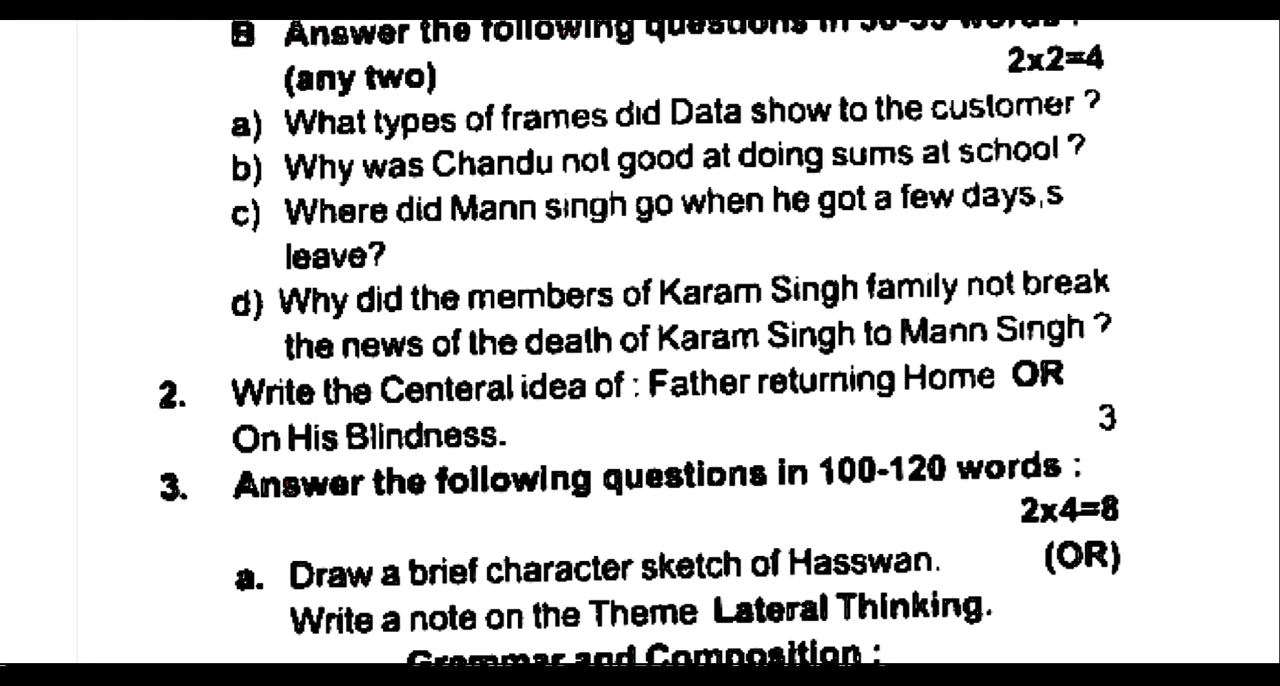 B Answer the following questions in 30-35 words :
(any two)
2x2=4
a) What types of frames did Data show to the customer ?
b) Why was Chandu not good at doing sums at school ?
c) Where did Mann singh go when he got a few days,s
leave?
d) Why did the members of Karam Singh family not break
the news of the death of Karam Singh to Mann Singh ?
2. Write the Centeral idea of : Father returning Home OR
On His Blindness.
3
3. Answer the following questions in 100-120 words :
2x4=8
a. Draw a brief character sketch of Hasswan. (OR)
Write a note on the Theme Lateral Thinking.
Grammar and Composition :